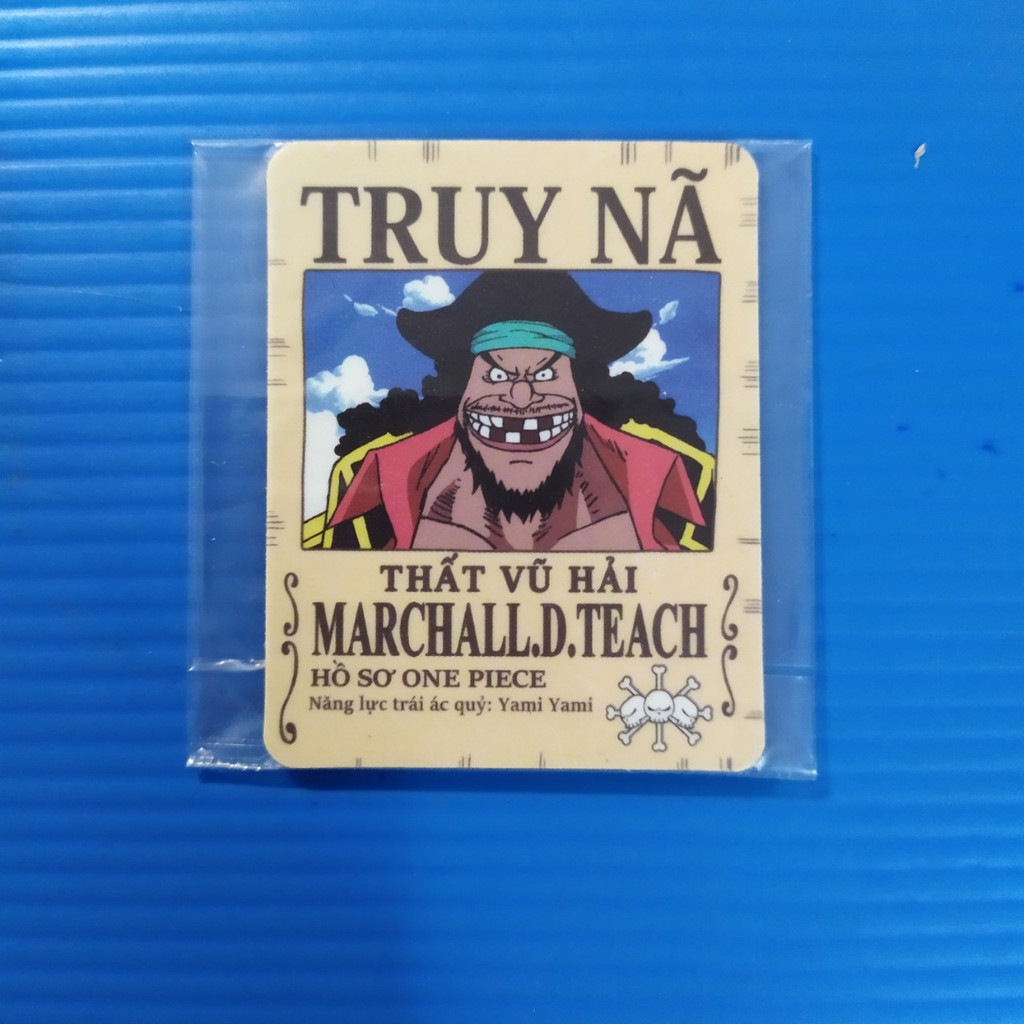 TRUY NÃ
THẤT VŨ HẢI
MARCHALL.D.TEACH
HỒ SƠ ONE PIECE
Năng lực trái ác quỷ: Yami Yami